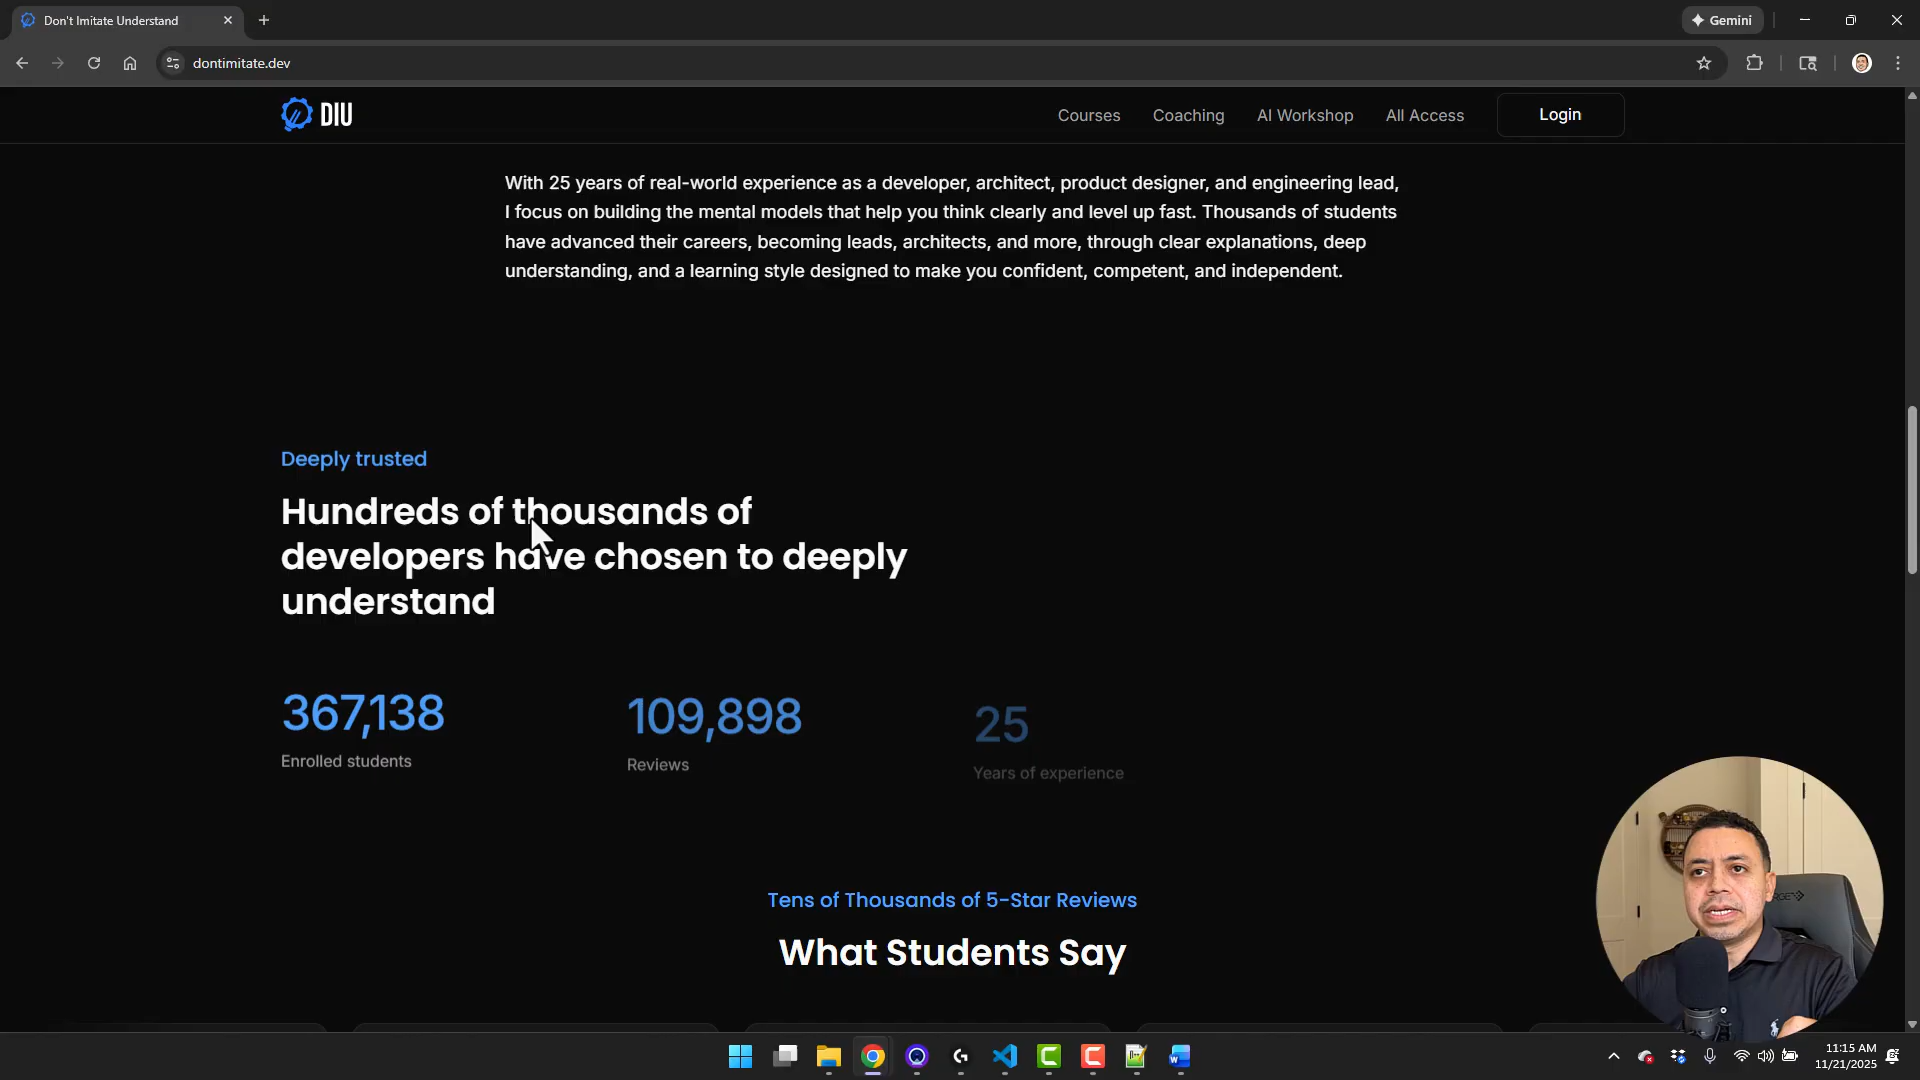 Don't Imitate Understand
Gemini
dontimitate.dev
DIU
Courses
Coaching
AI Workshop
All Access
Login
With 25 years of real-world experience as a developer, architect, product designer, and engineering lead,
I focus on building the mental models that help you think clearly and level up fast. Thousands of students
have advanced their careers, becoming leads, architects, and more, through clear explanations, deep
understanding, and a learning style designed to make you confident, competent, and independent.
Deeply trusted
Hundreds of thousands of
developers have chosen to deeply
understand
367,138
109,898
25
Enrolled students
Reviews
Years of experience
Tens of Thousands of 5-Star Reviews
What Students Say
11:15 AM
11/21/2025